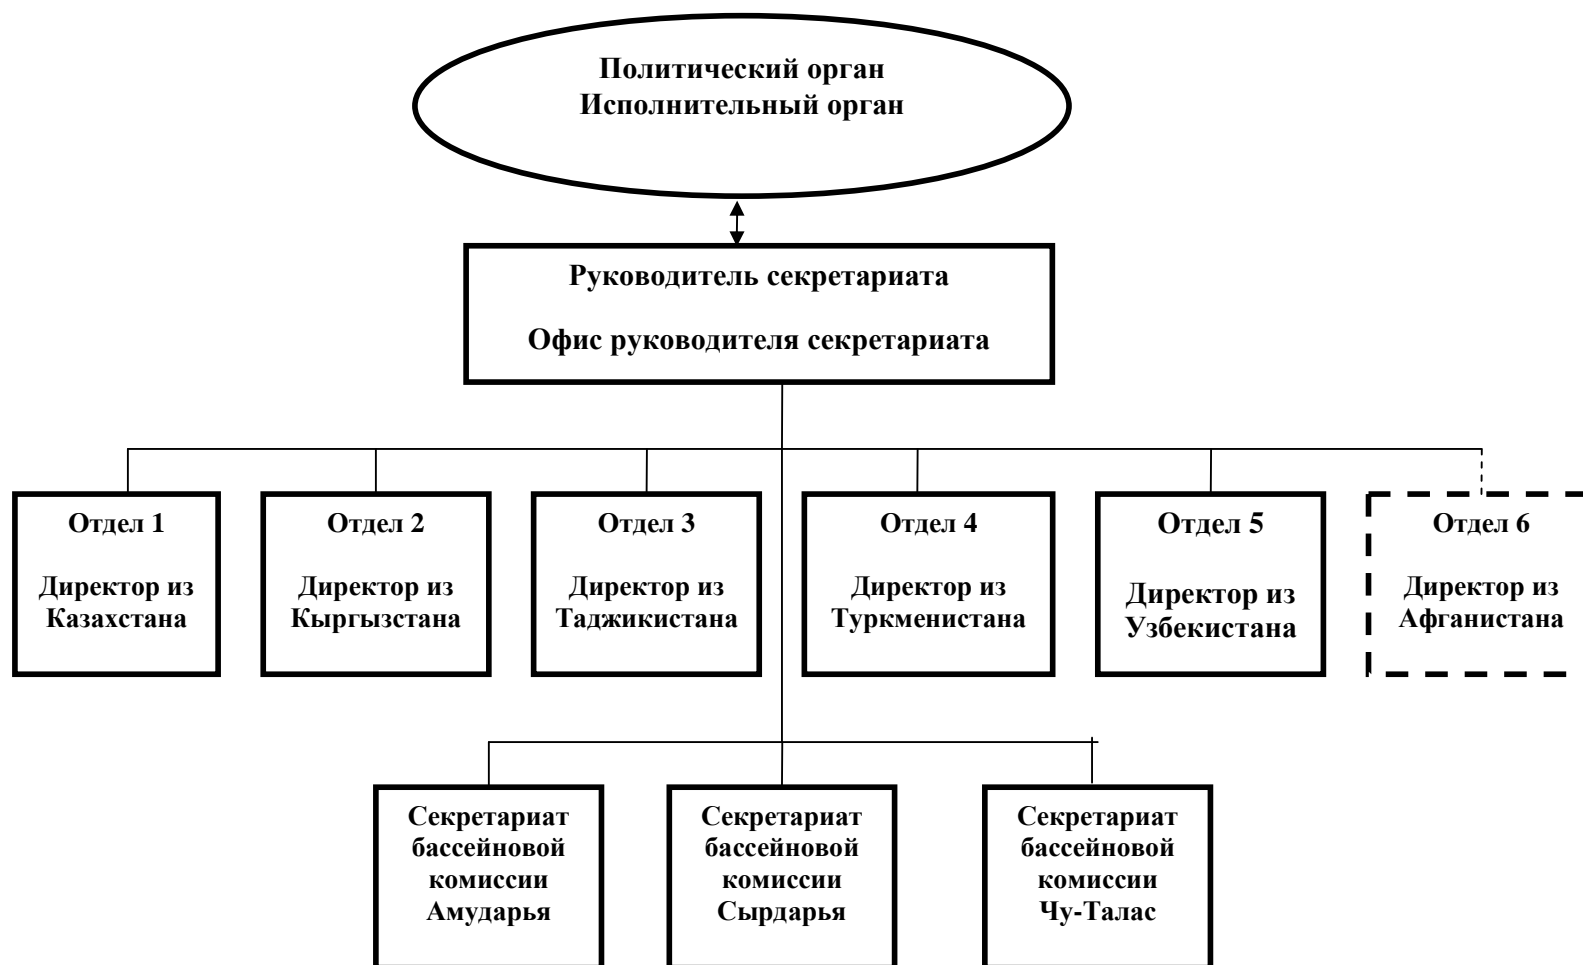 Политический орган
Исполнительный орган
Руководитель секретариата
Офис руководителя секретариата
Отдел 1
Директор из
Казахстана
Отдел 2
Директор из
Кыргызстана
Отдел 3
Директор из
Таджикистана
Отдел 4
Директор из
Туркменистана
Отдел 5
Директор из
Узбекистана
Отдел 6
Директор из
Афганистана
Секретариат
бассейновой
комиссии
Амударья
Секретариат
бассейновой
комиссии
Сырдарья
Секретариат
бассейновой
комиссии
Чу-Талас